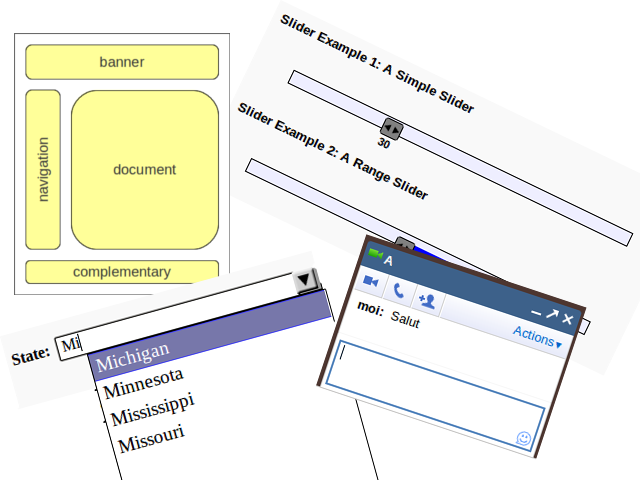 banner
navigation
document
complementary
Slider Example 1: A Simple Slider
30
Slider Example 2: A Range Slider
State:
Mi
Michigan
Minnesota
Mississippi
Missouri
A
moi: Salut
Actions